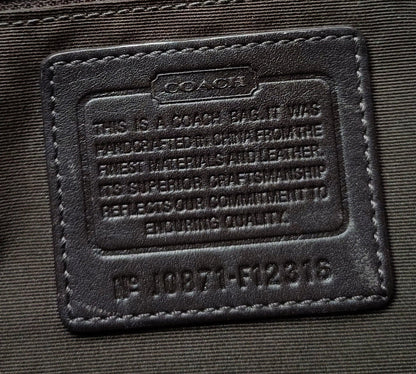 COACH
THIS IS A COACH BAG. IT WAS
HANDCRAFTED IN CHINA FROM THE
FINEST MATERIALS AND LEATHER.
ITS SUPERIOR CRAFTSMANSHIP
REFLECTS OUR COMMITMENT TO
ENDURING QUALITY.
Nº J0871-F12316